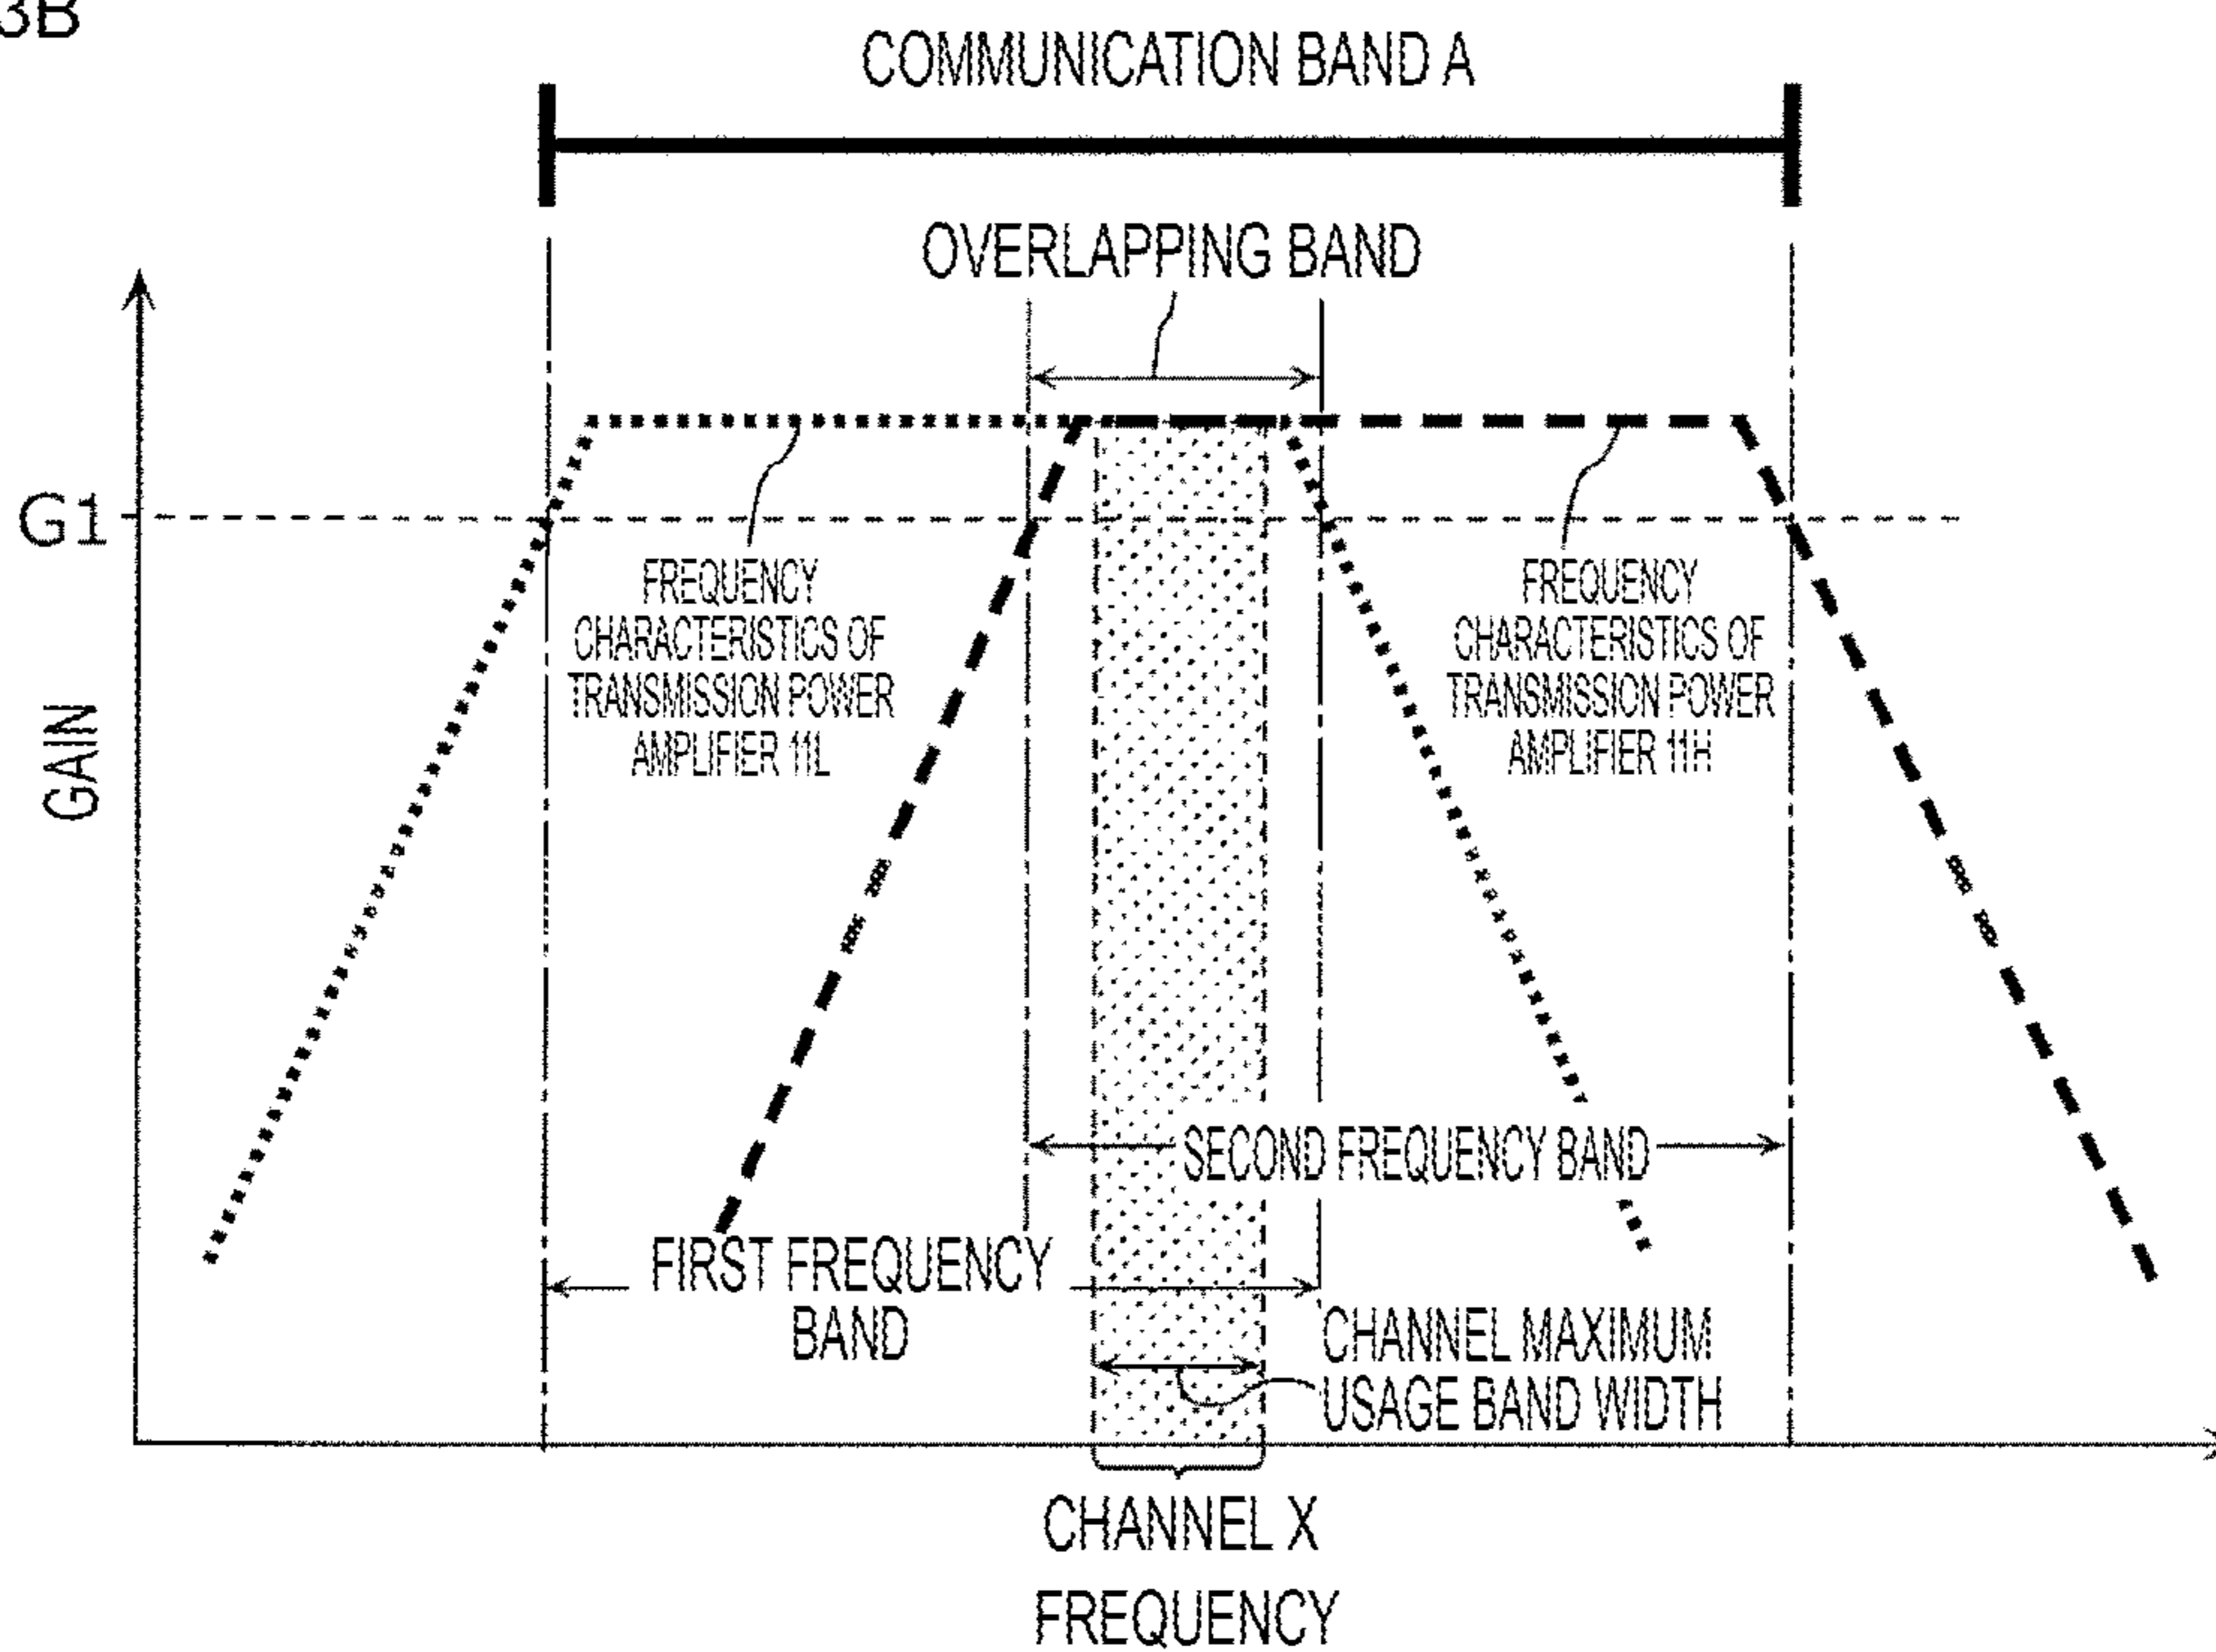 3B
COMMUNICATION BAND A
OVERLAPPING BAND
G1
GAIN
FREQUENCY
CHARACTERISTICS OF
TRANSMISSION POWER
AMPLIFIER 11L
FREQUENCY
CHARACTERISTICS OF
TRANSMISSION POWER
AMPLIFIER 11H
SECOND FREQUENCY BAND
FIRST FREQUENCY
BAND
CHANNEL MAXIMUM
USAGE BAND WIDTH
CHANNEL X
FREQUENCY